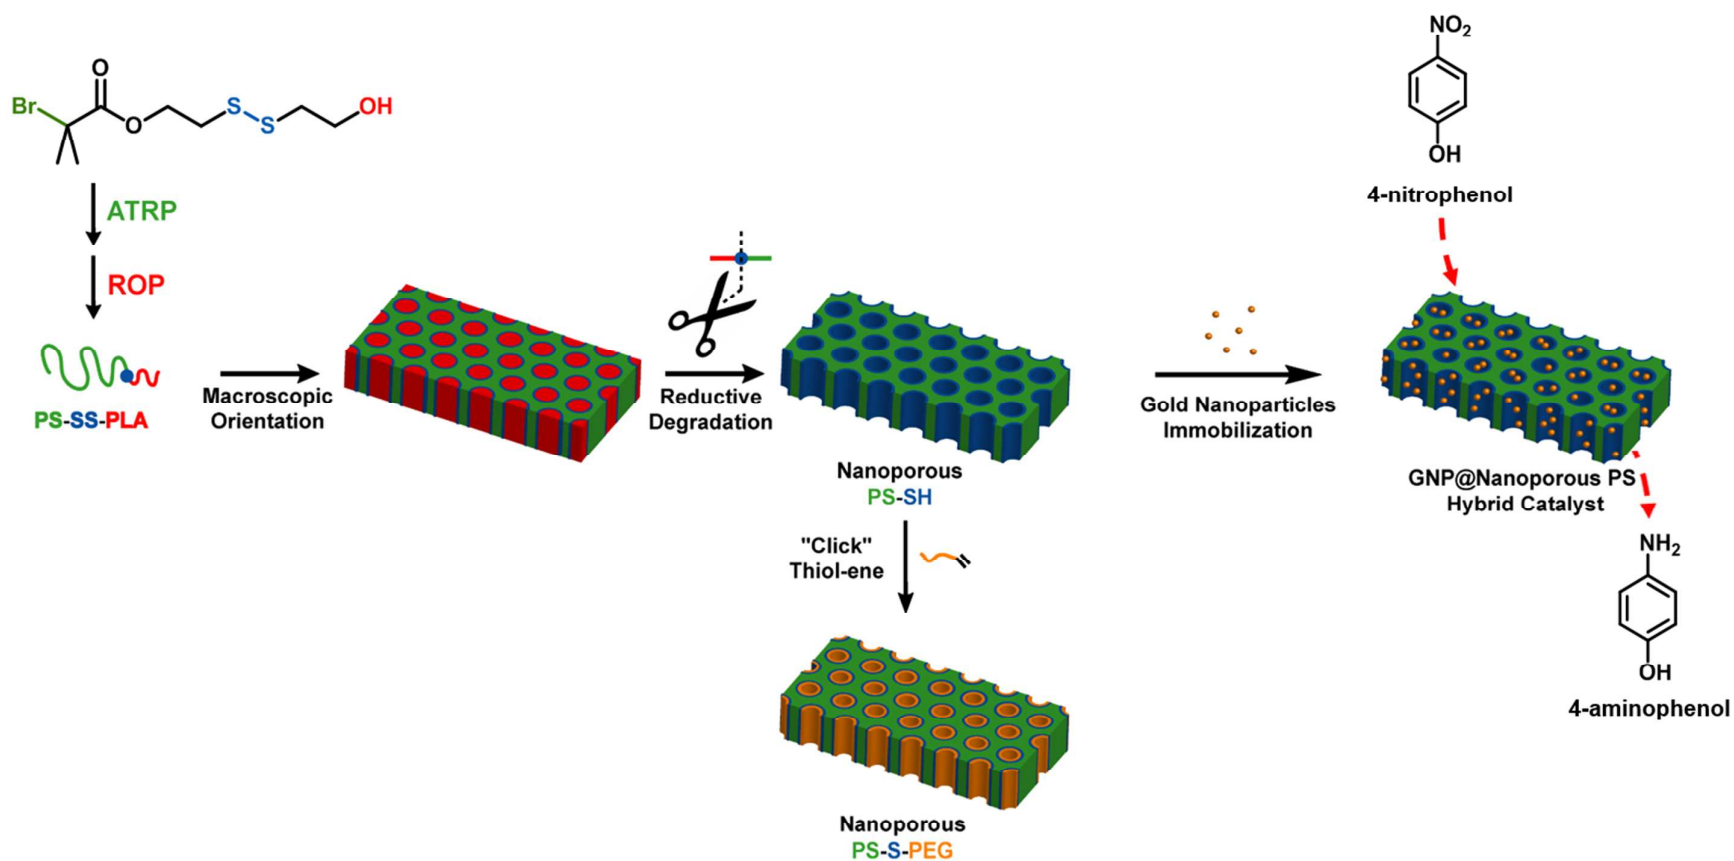 Br
O
O
S
S
OH
ATRP
ROP
PS-SS-PLA
Macroscopic
Orientation
Reductive
Degradation
Nanoporous
PS-SH
"Click"
Thiol-ene
Nanoporous
PS-S-PEG
Gold Nanoparticles
Immobilization
NO2
OH
4-nitrophenol
GNP@Nanoporous PS
Hybrid Catalyst
NH2
OH
4-aminophenol